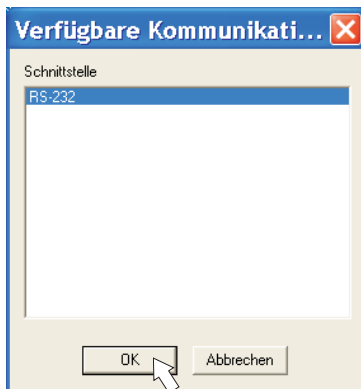 Verfügbare Kommunikati...
Schnittstelle
RS-232
OK
Abbrechen